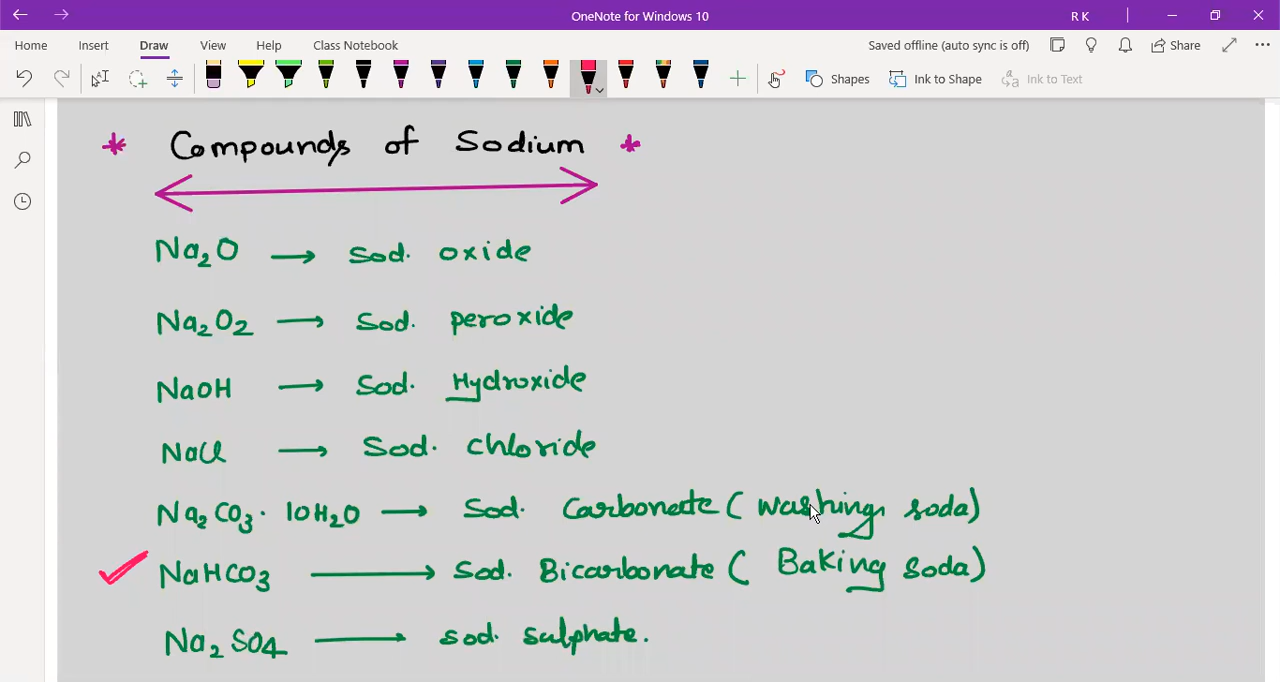 OneNote for Windows 10
R K
Home Insert Draw View Help Class Notebook
Saved offline (auto sync is off) Share
Shapes Ink to Shape Ink to Text
* Compounds of Sodium *
Na₂O → Sod. oxide
Na₂O₂ → Sod. peroxide
NaOH → Sod. Hydroxide
NaCl → Sod. chloride
Na₂CO₃. 10H₂O → Sod. Carbonate ( washing soda)
NaHCO₃ → Sod. Bicarbonate ( Baking soda)
Na₂SO₄ → sod. sulphate.